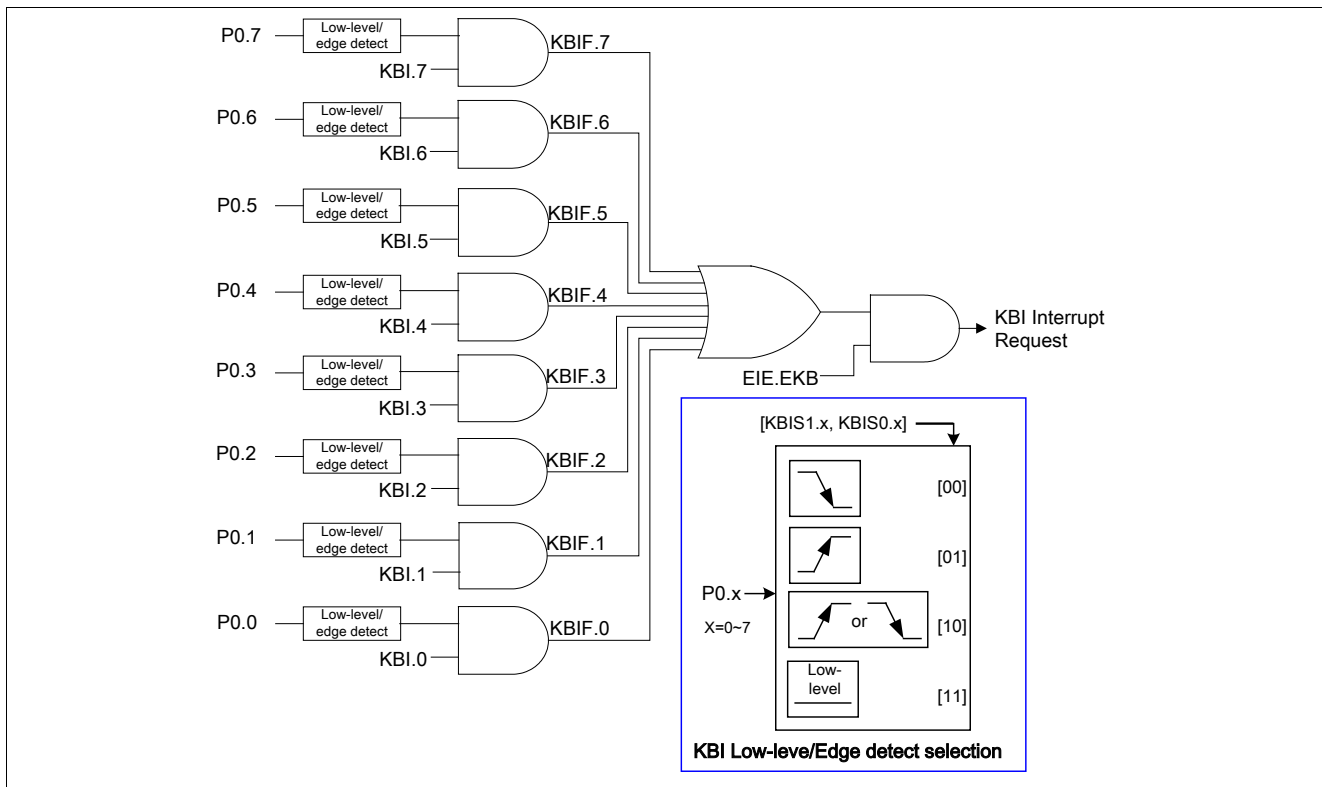 P0.7
Low-level/
edge detect
KBI.7
KBIF.7
P0.6
Low-level/
edge detect
KBI.6
KBIF.6
P0.5
Low-level/
edge detect
KBI.5
KBIF.5
P0.4
Low-level/
edge detect
KBI.4
KBIF.4
P0.3
Low-level/
edge detect
KBI.3
KBIF.3
P0.2
Low-level/
edge detect
KBI.2
KBIF.2
P0.1
Low-level/
edge detect
KBI.1
KBIF.1
P0.0
Low-level/
edge detect
KBI.0
KBIF.0
EIE.EKB
KBI Interrupt
Request
[KBIS1.x, KBIS0.x]
[00]
[01]
P0.x
X=0~7
or
[10]
Low-
level
[11]
KBI Low-leve/Edge detect selection